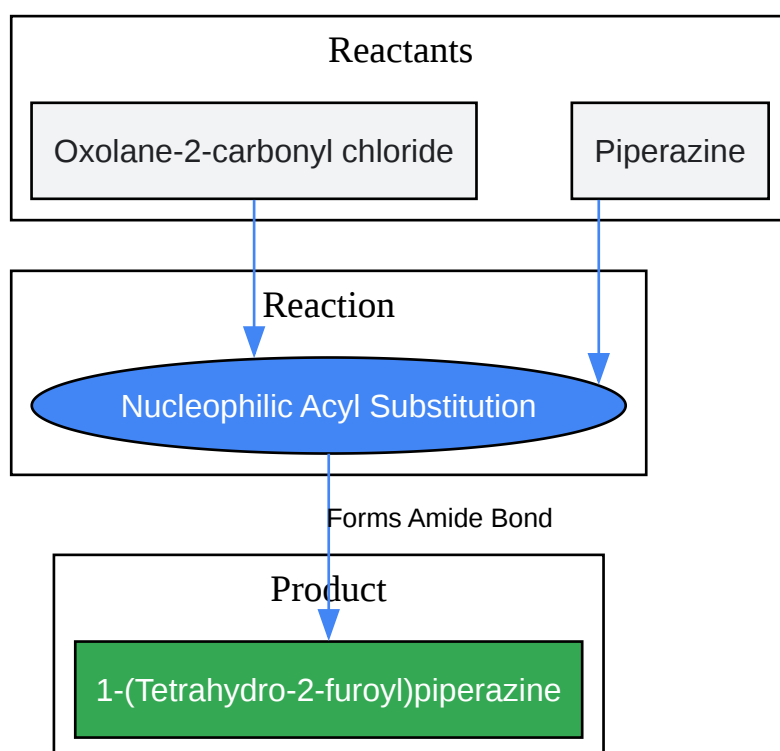 Reactants
Oxolane-2-carbonyl chloride
Piperazine
Reaction
Nucleophilic Acyl Substitution
Forms Amide Bond
Product
1-(Tetrahydro-2-furoyl)piperazine